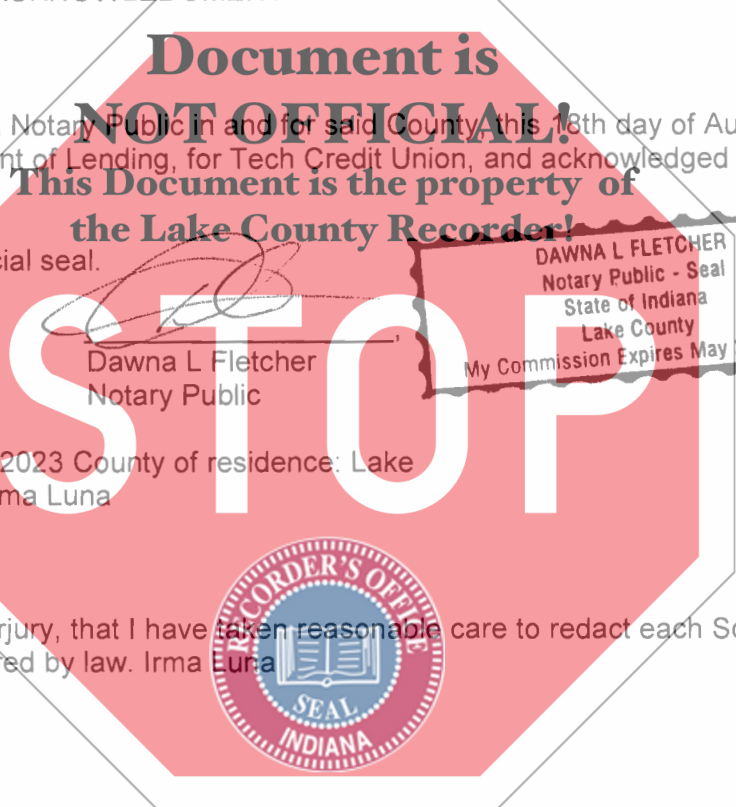 Document is
NOT OFFICIAL!
Notary Public in and for said County, this 18th day of Au
nt of Lending, for Tech Credit Union, and acknowledged
This Document is the property of
the Lake County Recorder!
cial seal.
DAWNA L FLETCHER
Notary Public - Seal
State of Indiana
Lake County
My Commission Expires May
Dawna L Fletcher
Notary Public
STOP
2023 County of residence: Lake
rma Luna
RECORDER'S OFFICE
SEAL
INDIANA
rjury, that I have taken reasonable care to redact each So
red by law. Irma Luna